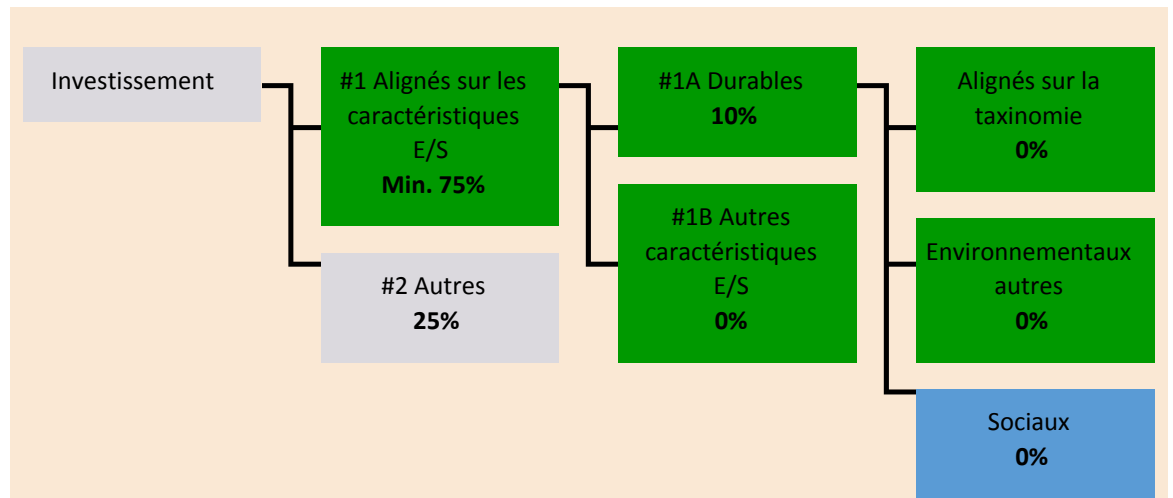 Investissement
#1 Alignés sur les
caractéristiques
E/S
Min. 75%
#2 Autres
25%
#1A Durables
10%
#1B Autres
caractéristiques
E/S
0%
Alignés sur la
taxinomie
0%
Environnementaux
autres
0%
Sociaux
0%